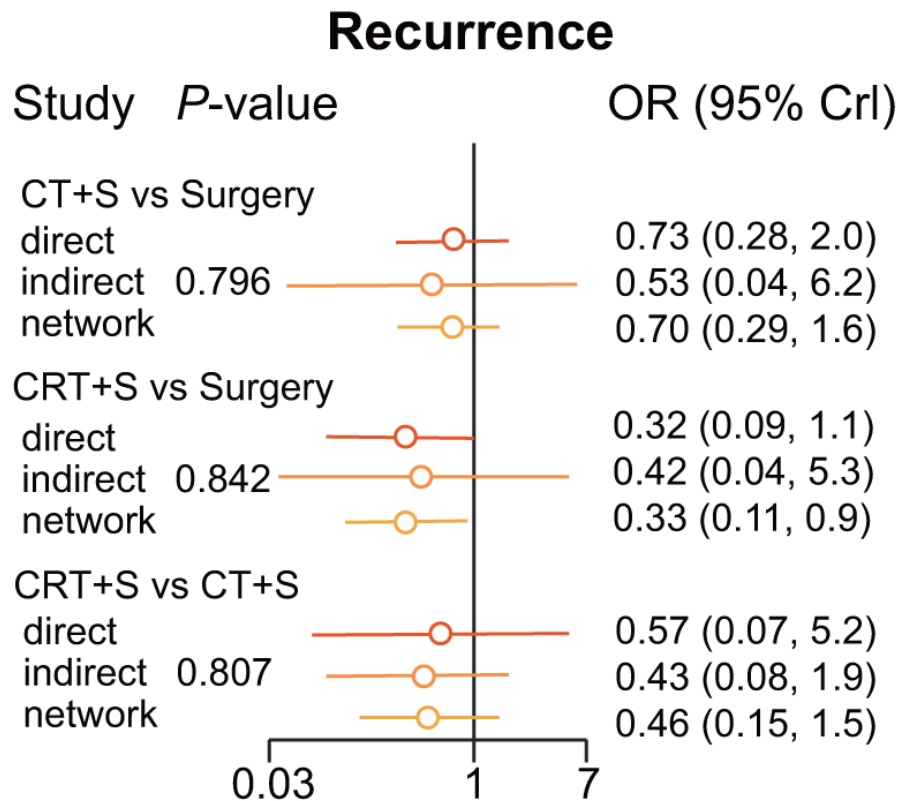 Recurrence
Study P-value OR (95% Crl)
CT+S vs Surgery
direct 0.73 (0.28, 2.0)
indirect 0.796 0.53 (0.04, 6.2)
network 0.70 (0.29, 1.6)
CRT+S vs Surgery
direct 0.32 (0.09, 1.1)
indirect 0.842 0.42 (0.04, 5.3)
network 0.33 (0.11, 0.9)
CRT+S vs CT+S
direct 0.57 (0.07, 5.2)
indirect 0.807 0.43 (0.08, 1.9)
network 0.46 (0.15, 1.5)
0.03 1 7